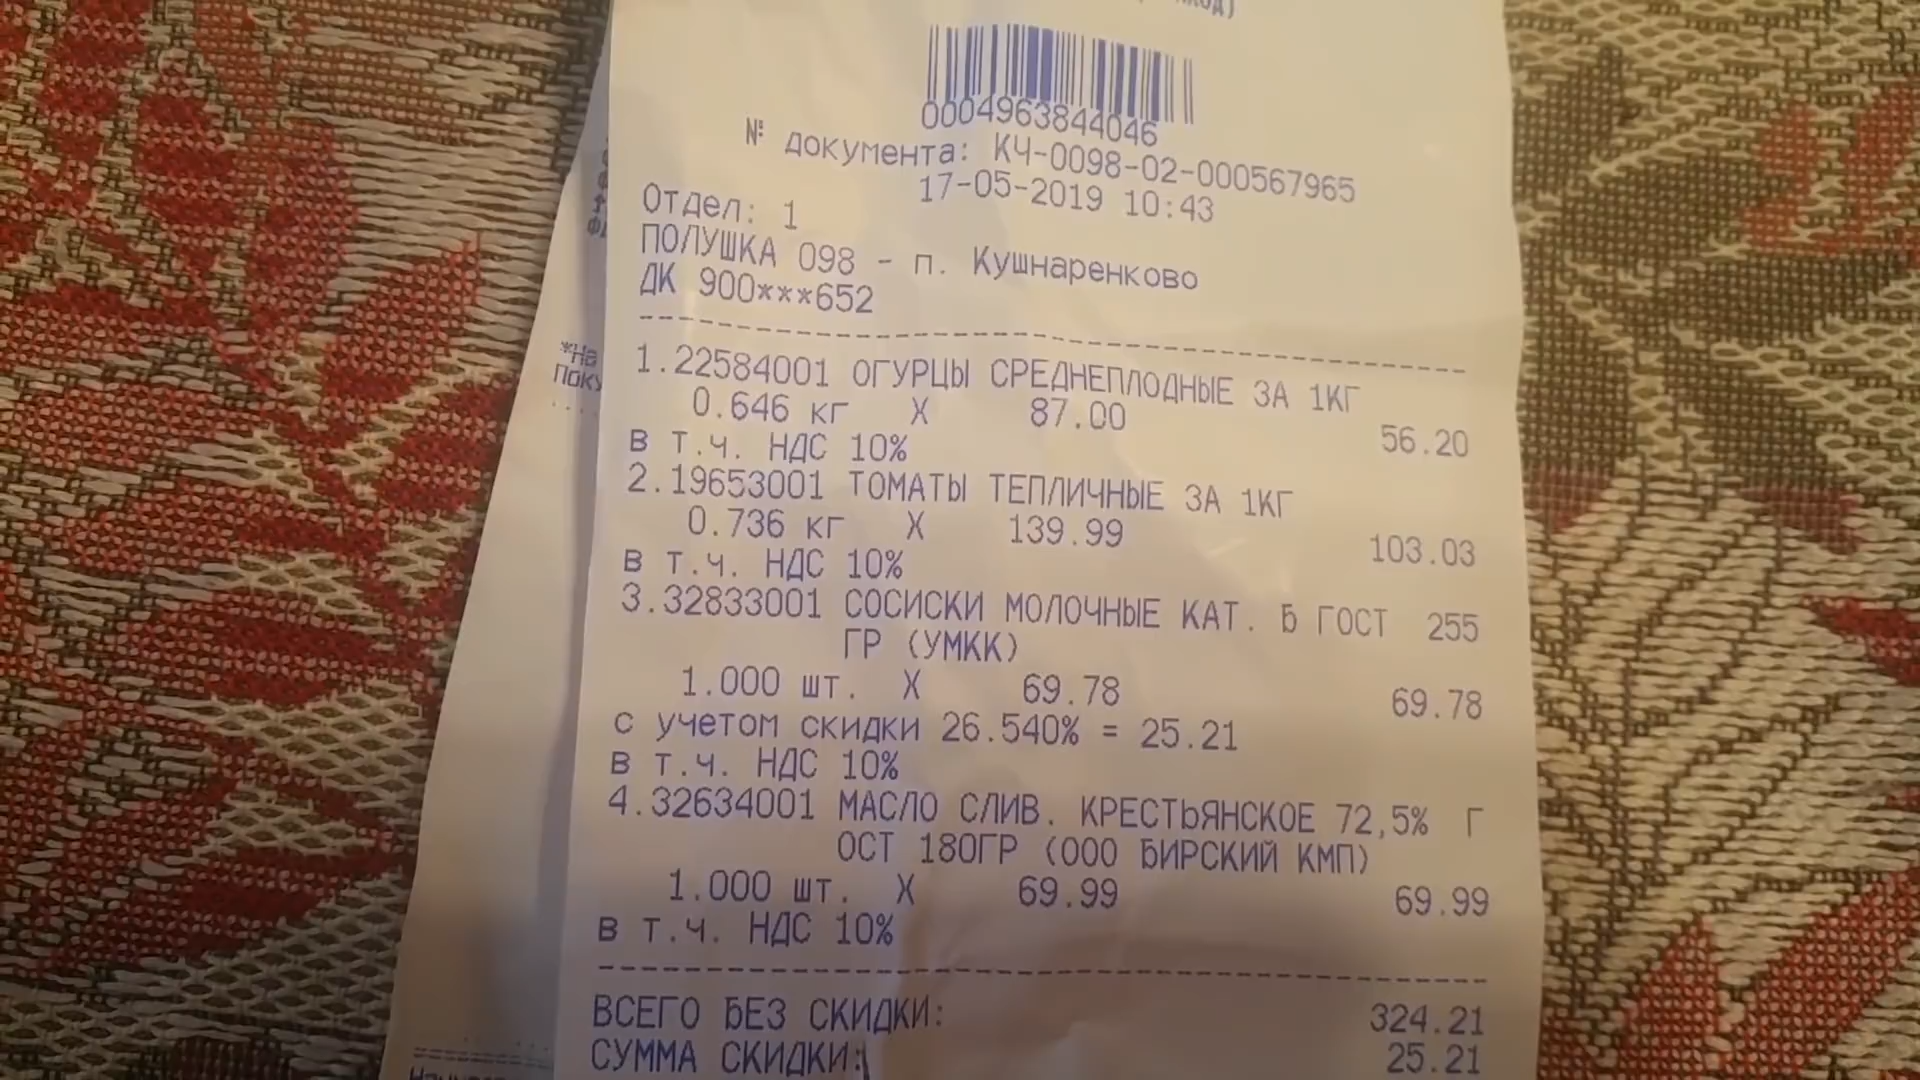 0004963844046
№ документа: КЧ-0098-02-000567965
17-05-2019 10:43
Отдел: 1
ПОЛУШКА 098 - п. Кушнаренково
ДК 900***652
1.22584001 ОГУРЦЫ СРЕДНЕПЛОДНЫЕ ЗА 1КГ
0.646 кг X 87.00 56.20
в т.ч. НДС 10%
2.19653001 ТОМАТЫ ТЕПЛИЧНЫЕ ЗА 1КГ
0.736 кг X 139.99 103.03
в т.ч. НДС 10%
3.32833001 СОСИСКИ МОЛОЧНЫЕ КАТ. Б ГОСТ 255
ГР (УМКК)
1.000 шт. X 69.78 69.78
с учетом скидки 26.540% = 25.21
в т.ч. НДС 10%
4.32634001 МАСЛО СЛИВ. КРЕСТЬЯНСКОЕ 72,5% Г
ОСТ 180ГР (ООО БИРСКИЙ КМП)
1.000 шт. X 69.99 69.99
в т.ч. НДС 10%
ВСЕГО БЕЗ СКИДКИ: 324.21
СУММА СКИДКИ: 25.21
*На
Поку